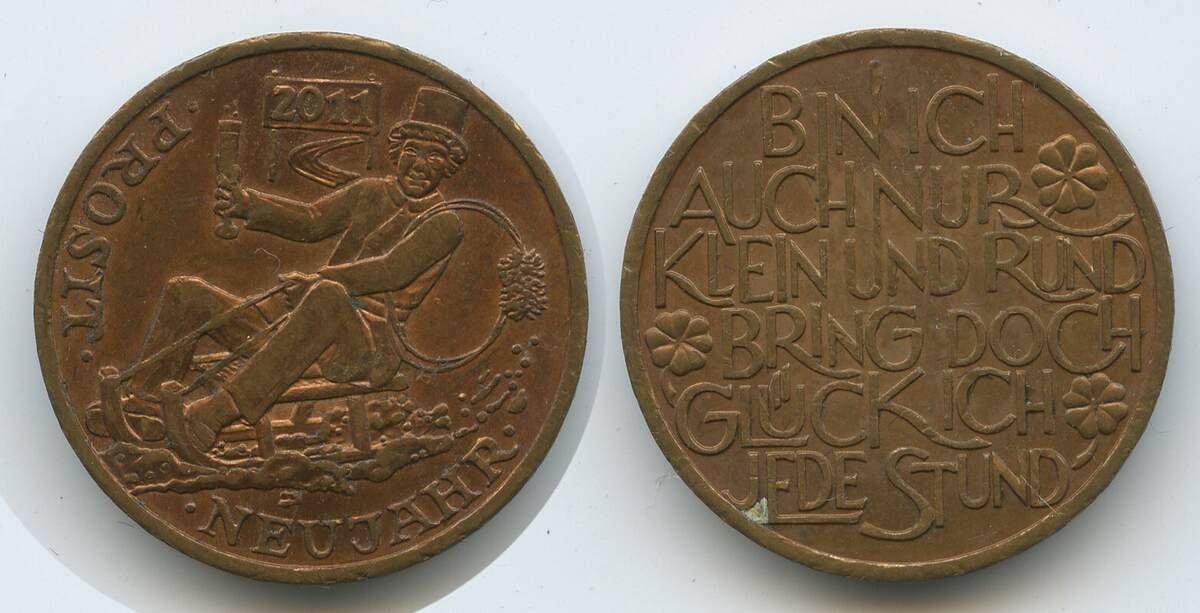 · PROSIT · NEUJAHR ·
2011
BIN ICH
AUCH NUR
KLEIN UND RUND
BRING DOCH
GLÜCK ICH
JEDE STUND